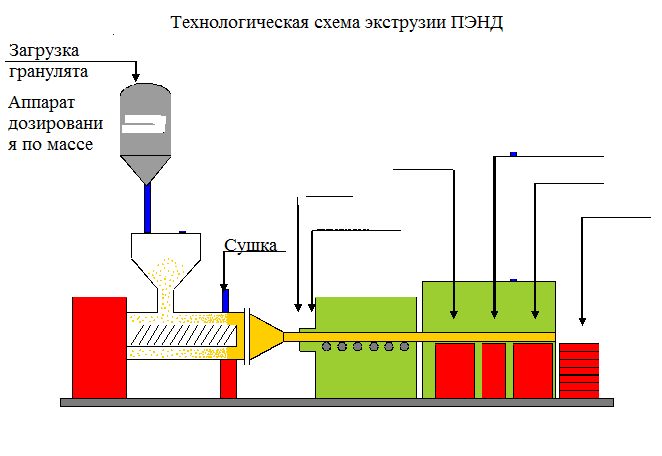 Технологическая схема экструзии ПЭНД
Загрузка
гранулята
Аппарат
дозировани
я по массе
Сушка